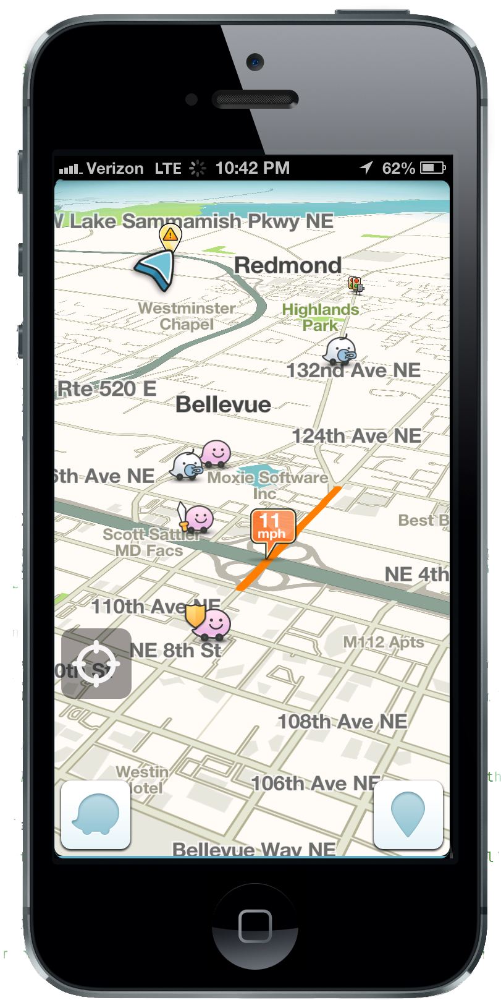 Verizon LTE 10:42 PM 62%
W Lake Sammamish Pkwy NE
Redmond
Westminster
Chapel
Highlands
Park
132nd Ave NE
Rte 520 E
Bellevue
124th Ave NE
6th Ave NE
Moxie Software
Inc
11
mph
Best B
Scott Sattler
MD Facs
NE 4th
110th Ave NE
M112 Apts
NE 8th St
0th St
108th Ave NE
Westin
otel
106th Ave NE
Bellevue Way NE